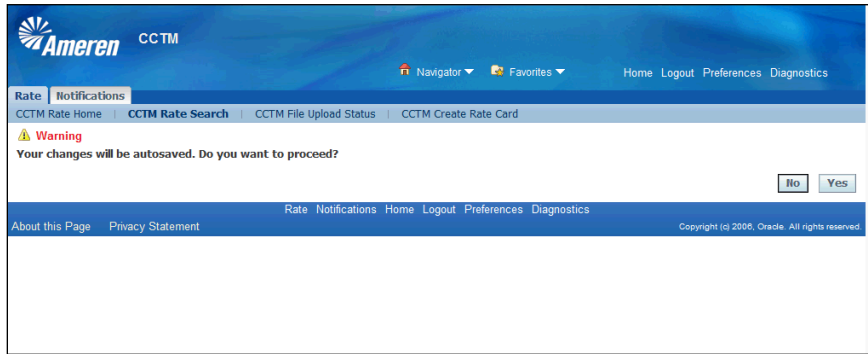 Ameren CCTM
Navigator Favorites Home Logout Preferences Diagnostics
Rate Notifications
CCTM Rate Home | CCTM Rate Search | CCTM File Upload Status | CCTM Create Rate Card
Warning
Your changes will be autosaved. Do you want to proceed?
No Yes
Rate Notifications Home Logout Preferences Diagnostics
About this Page Privacy Statement Copyright (c) 2006, Oracle. All rights reserved.